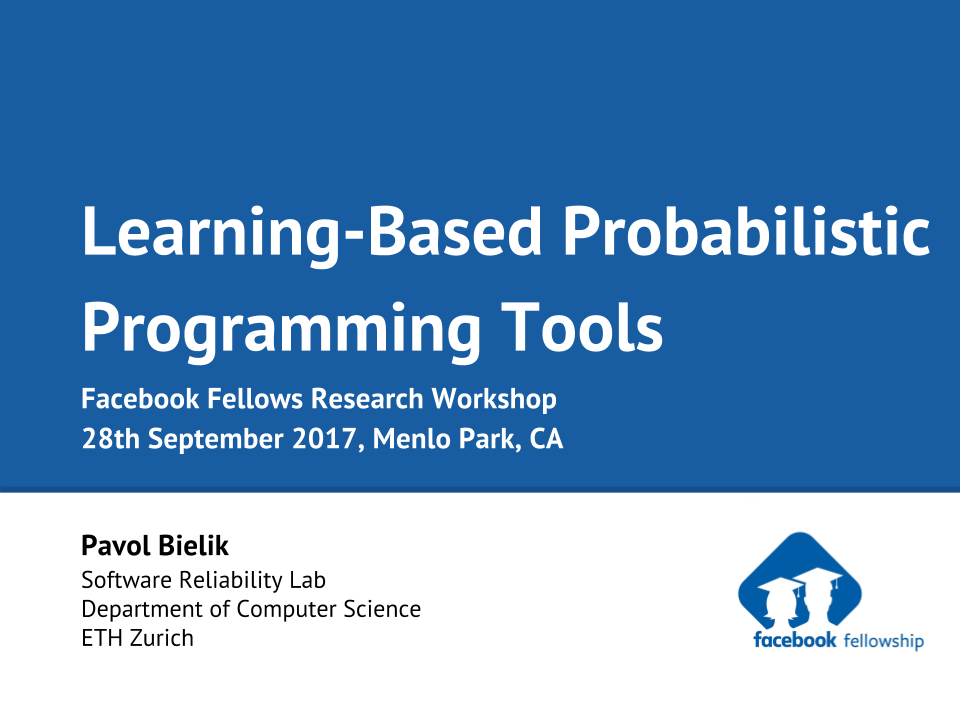 Learning-Based Probabilistic
Programming Tools
Facebook Fellows Research Workshop
28th September 2017, Menlo Park, CA
Pavol Bielik
Software Reliability Lab
Department of Computer Science
ETH Zurich
facebook fellowship